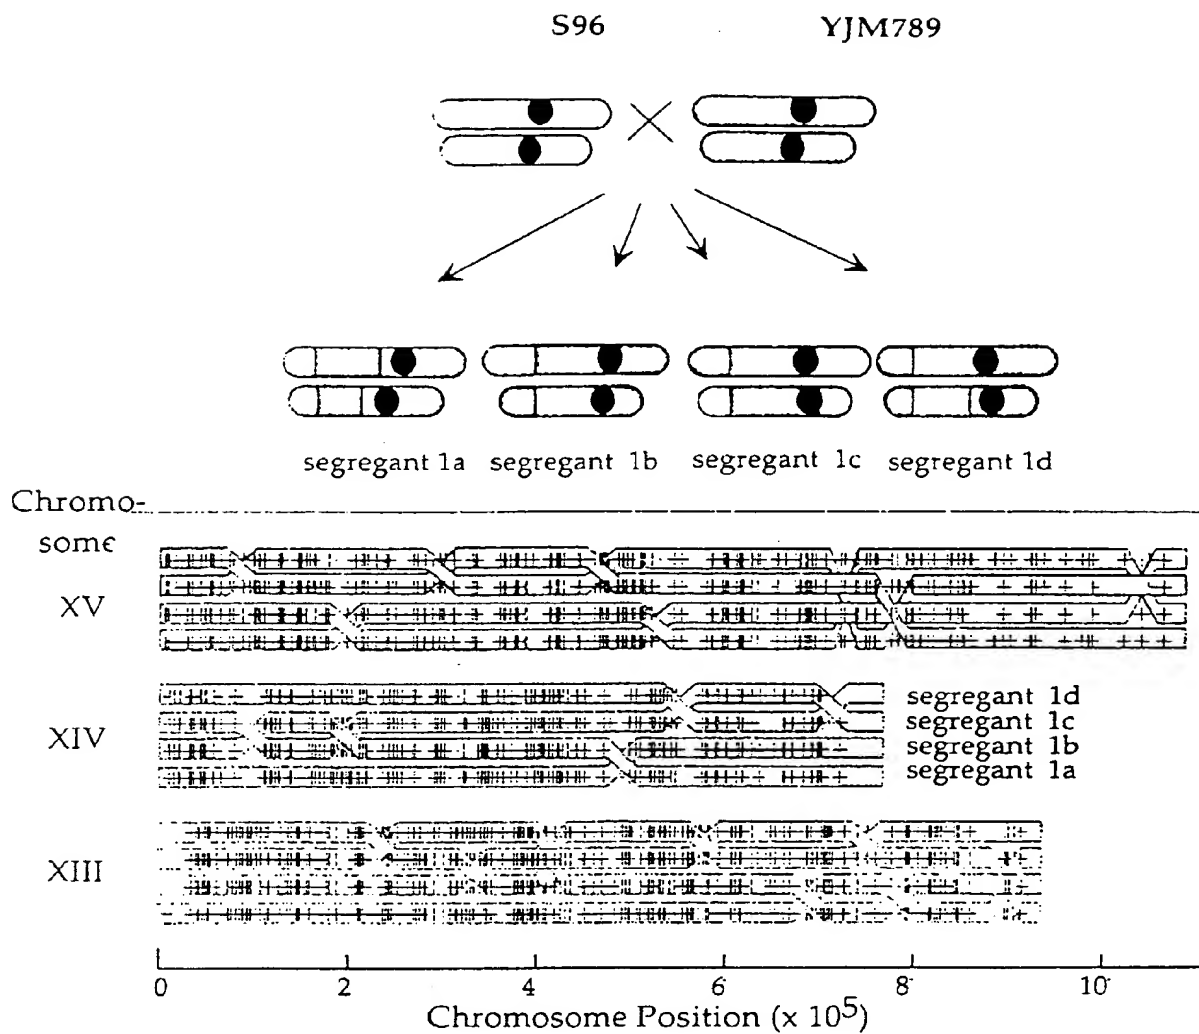 S96 YJM789
segregant 1a segregant 1b segregant 1c segregant 1d
Chromo-
some
XV
XIV
segregant 1d
segregant 1c
segregant 1b
segregant 1a
XIII
0 2 4 6 8 10
Chromosome Position (x 10⁵)